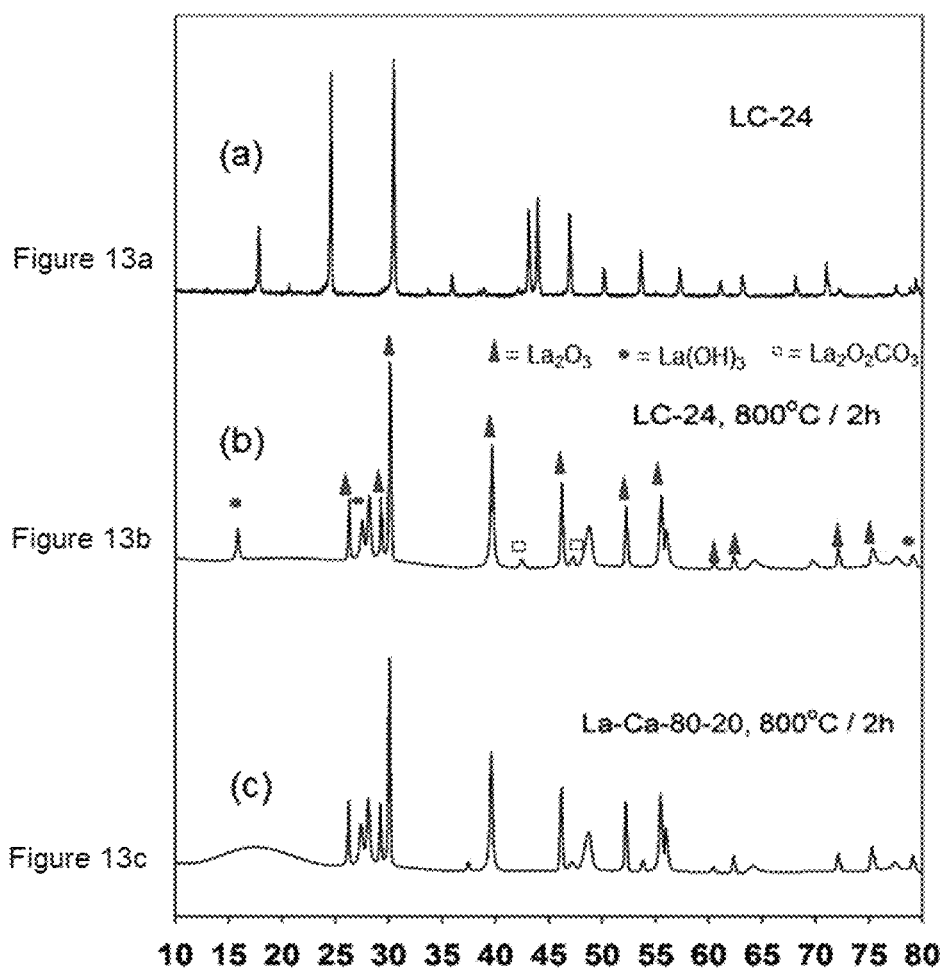 LC-24
(a)
Figure 13a
▲ = La₂O₃ • = La(OH)₃ □ = La₂O₂CO₃
LC-24, 800°C / 2h
(b)
Figure 13b
La-Ca-80-20, 800°C / 2h
(c)
Figure 13c
10 15 20 25 30 35 40 45 50 55 60 65 70 75 80